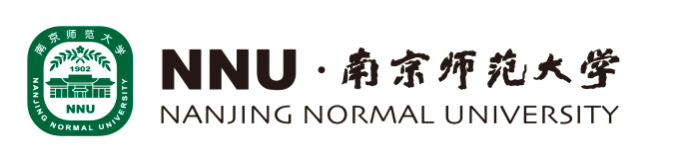 南京师范大学
1902
NNU
NANJING NORMAL UNIVERSITY
NNU·南京师范大学
NANJING NORMAL UNIVERSITY